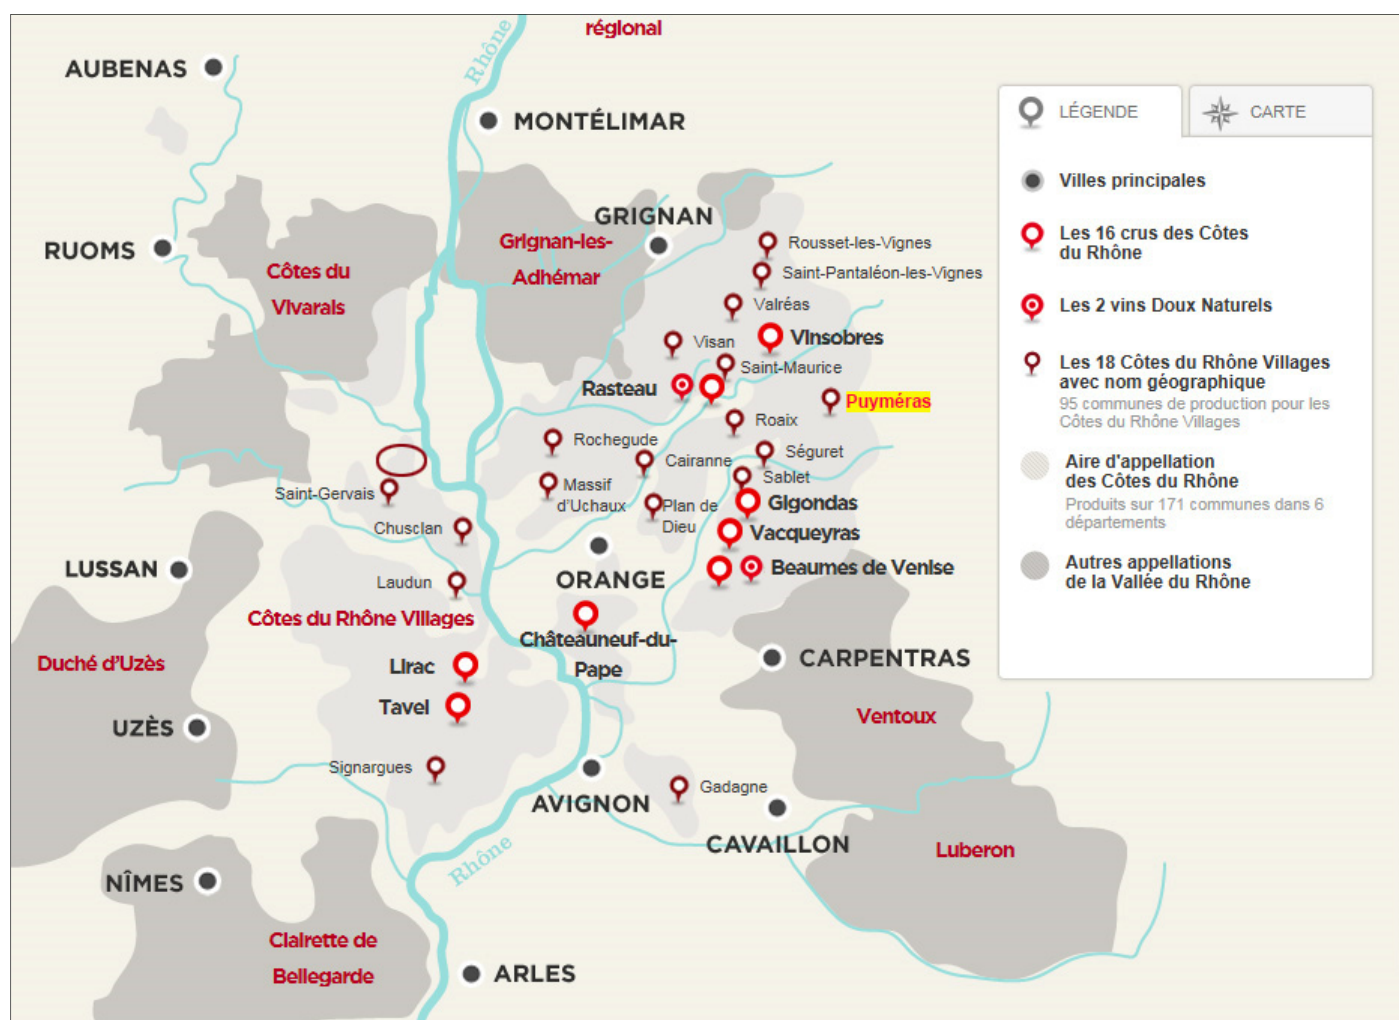 régional
Rhône
AUBENAS
MONTÉLIMAR
LÉGENDE
CARTE
Villes principales
GRIGNAN
RUOMS
Grignan-les-
Adhémar
Rousset-les-Vignes
Les 16 crus des Côtes
du Rhône
Côtes du
Vivarais
Saint-Pantaléon-les-Vignes
Valréas
Les 2 vins Doux Naturels
Visan
Vinsobres
Saint-Maurice
Les 18 Côtes du Rhône Villages
avec nom géographique
95 communes de production pour les
Côtes du Rhône Villages
Rasteau
Puyméras
Roaix
Rochegude
Cairanne
Séguret
Sablet
Aire d'appellation
des Côtes du Rhône
Produits sur 171 communes dans 6
départements
Saint-Gervais
Massif
d'Uchaux
Plan de
Dieu
Gigondas
Chusclan
Vacqueyras
LUSSAN
Laudun
ORANGE
Beaumes de Venise
Autres appellations
de la Vallée du Rhône
Côtes du Rhône Villages
Châteauneuf-du-
Pape
Duché d'Uzès
Lirac
CARPENTRAS
Tavel
Ventoux
UZÈS
Signargues
Gadagne
AVIGNON
CAVAILLON
Luberon
Rhône
NÎMES
Clairette de
Bellegarde
ARLES